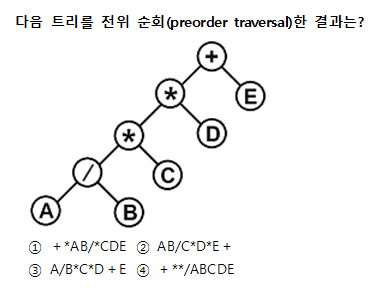 다음 트리를 전위 순회(preorder traversal)한 결과는?
+
*
E
*
D
/
C
A
B
① +*AB/*CDE ② AB/C*D*E+
③ A/B*C*D+E ④ +**/ABCDE